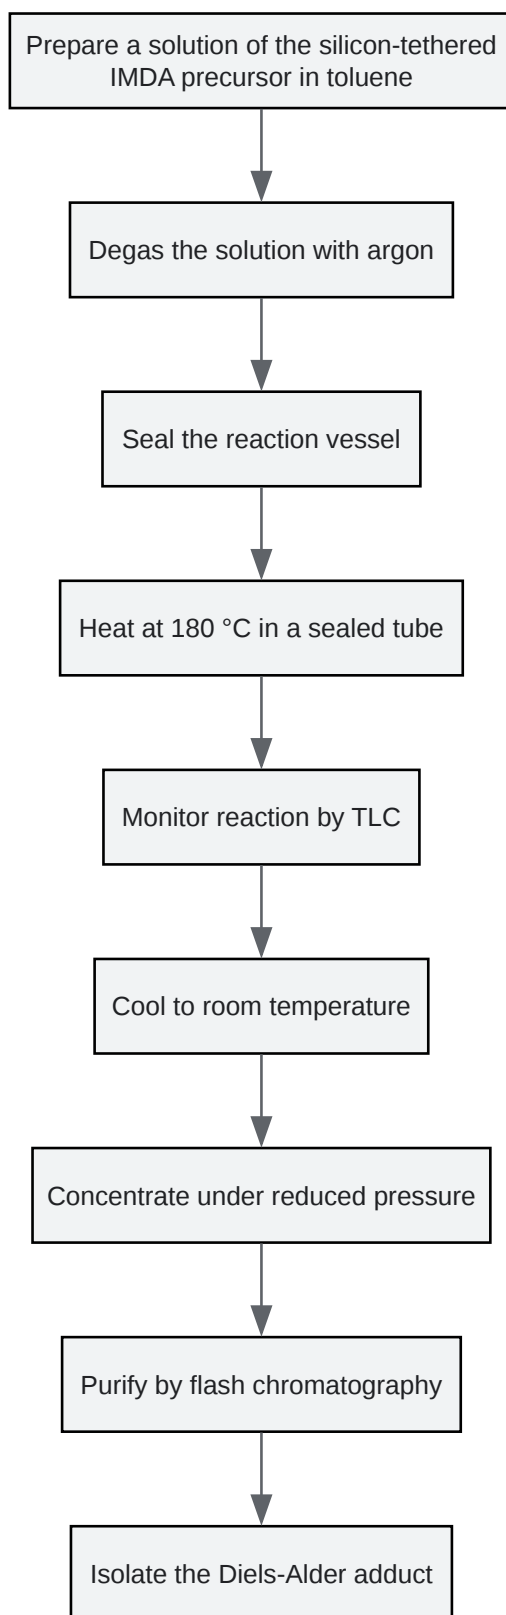 Prepare a solution of the silicon-tethered
IMDA precursor in toluene
Degas the solution with argon
Seal the reaction vessel
Heat at 180 °C in a sealed tube
Monitor reaction by TLC
Cool to room temperature
Concentrate under reduced pressure
Purify by flash chromatography
Isolate the Diels-Alder adduct